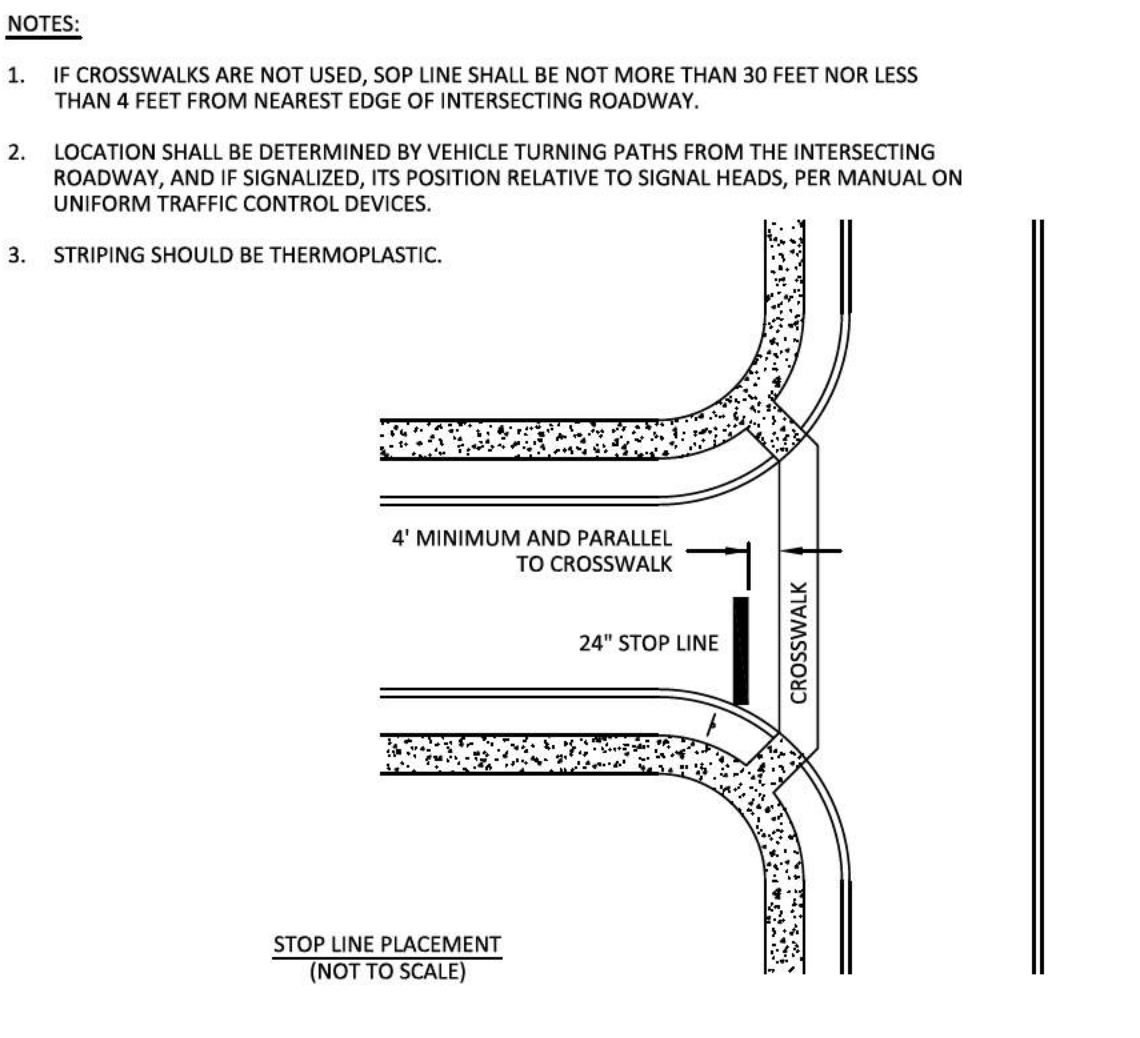 NOTES:
1. IF CROSSWALKS ARE NOT USED, SOP LINE SHALL BE NOT MORE THAN 30 FEET NOR LESS
THAN 4 FEET FROM NEAREST EDGE OF INTERSECTING ROADWAY.
2. LOCATION SHALL BE DETERMINED BY VEHICLE TURNING PATHS FROM THE INTERSECTING
ROADWAY, AND IF SIGNALIZED, ITS POSITION RELATIVE TO SIGNAL HEADS, PER MANUAL ON
UNIFORM TRAFFIC CONTROL DEVICES.
3. STRIPING SHOULD BE THERMOPLASTIC.
4' MINIMUM AND PARALLEL
TO CROSSWALK
24" STOP LINE
CROSSWALK
STOP LINE PLACEMENT
(NOT TO SCALE)